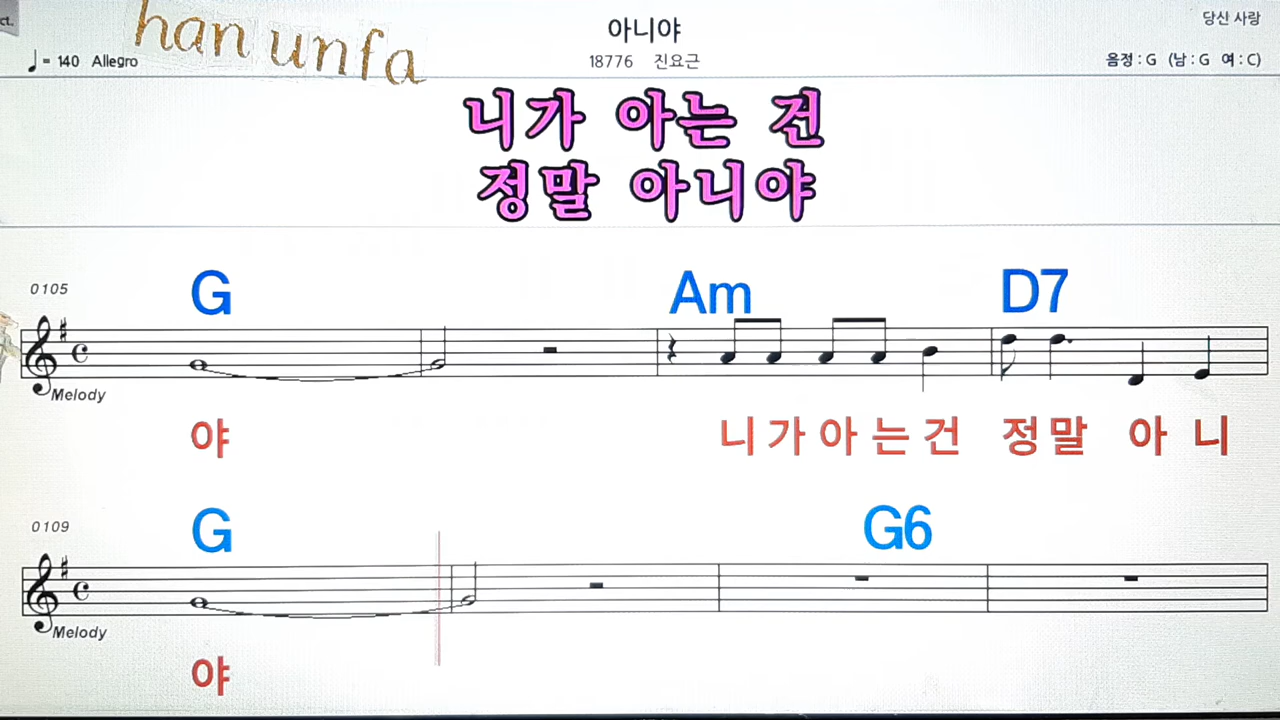 ct.
han unfa
아니야
당신 사랑
♩= 140 Allegro
18776 진요근
음정 : G (남 : G 여 : C)
니가 아는 건
정말 아니야
0105
G Am D7
Melody
야 니 가 아 는 건 정 말 아 니
0109
G G6
Melody
야